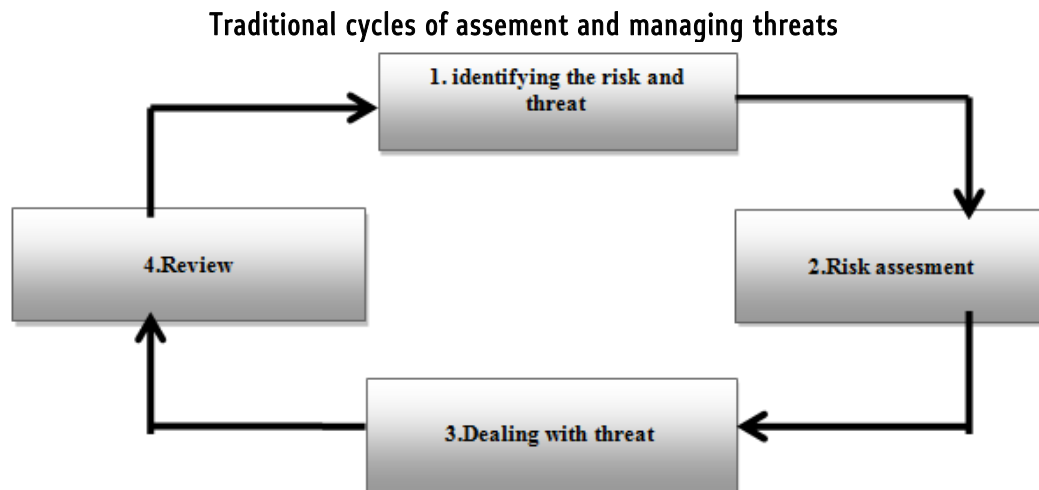 Traditional cycles of assement and managing threats
1. identifying the risk and
threat
4.Review
2.Risk assesment
3.Dealing with threat